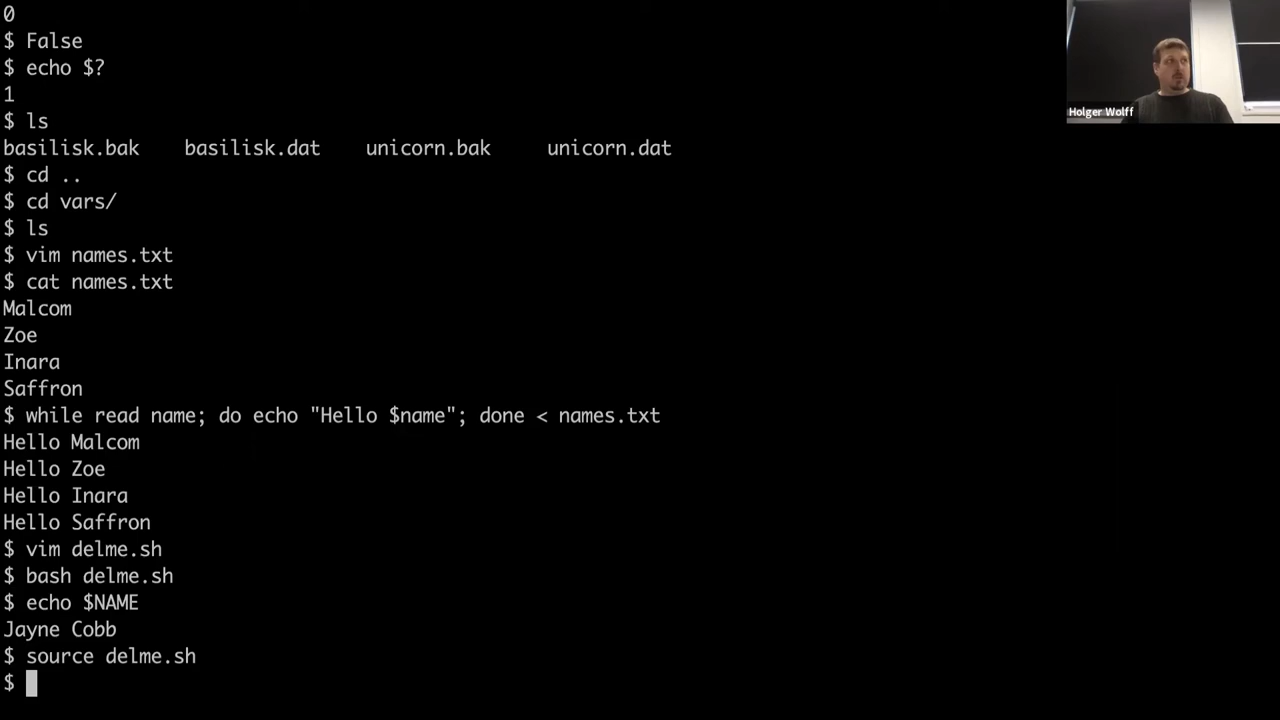 0
$ False
$ echo $?
1
$ ls
basilisk.bak basilisk.dat unicorn.bak unicorn.dat
$ cd ..
$ cd vars/
$ ls
$ vim names.txt
$ cat names.txt
Malcom
Zoe
Inara
Saffron
$ while read name; do echo "Hello $name"; done < names.txt
Hello Malcom
Hello Zoe
Hello Inara
Hello Saffron
$ vim delme.sh
$ bash delme.sh
$ echo $NAME
Jayne Cobb
$ source delme.sh
$
Holger Wolff